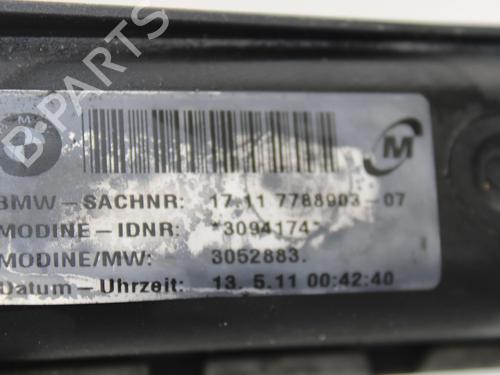 B-PARTS
BMW-SACHNR: 17.11 7788903-07
MODINE-IDNR: *3094174*
MODINE/MW: 3052883.
Datum-Uhrzeit: 13. 5.11 00:42:40